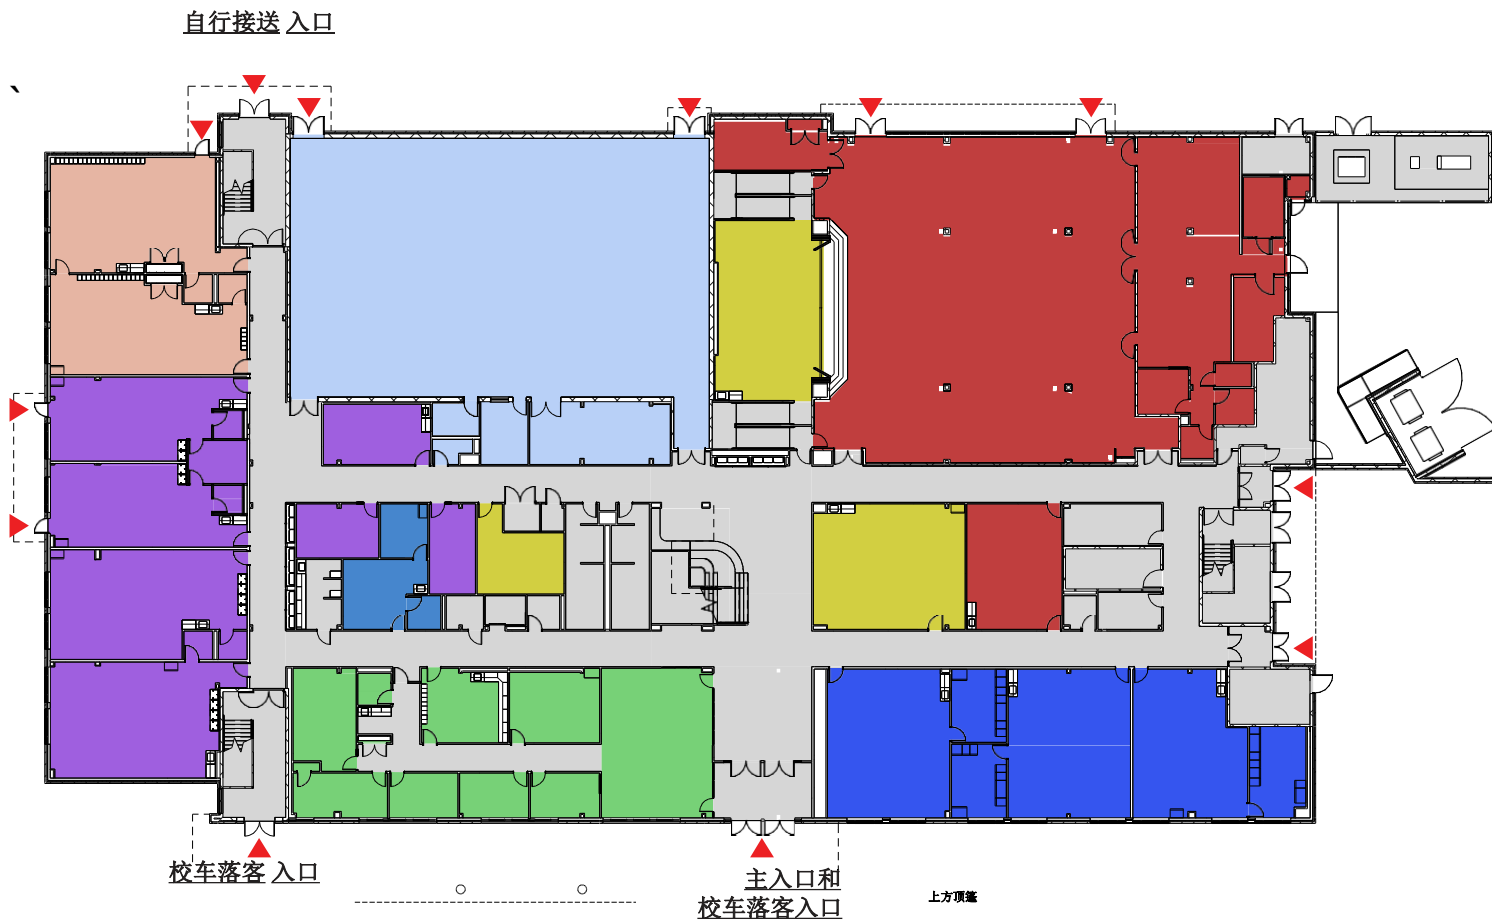 自行接送 入口
、
校车落客 入口
主入口和
校车落客入口
上方顶篷